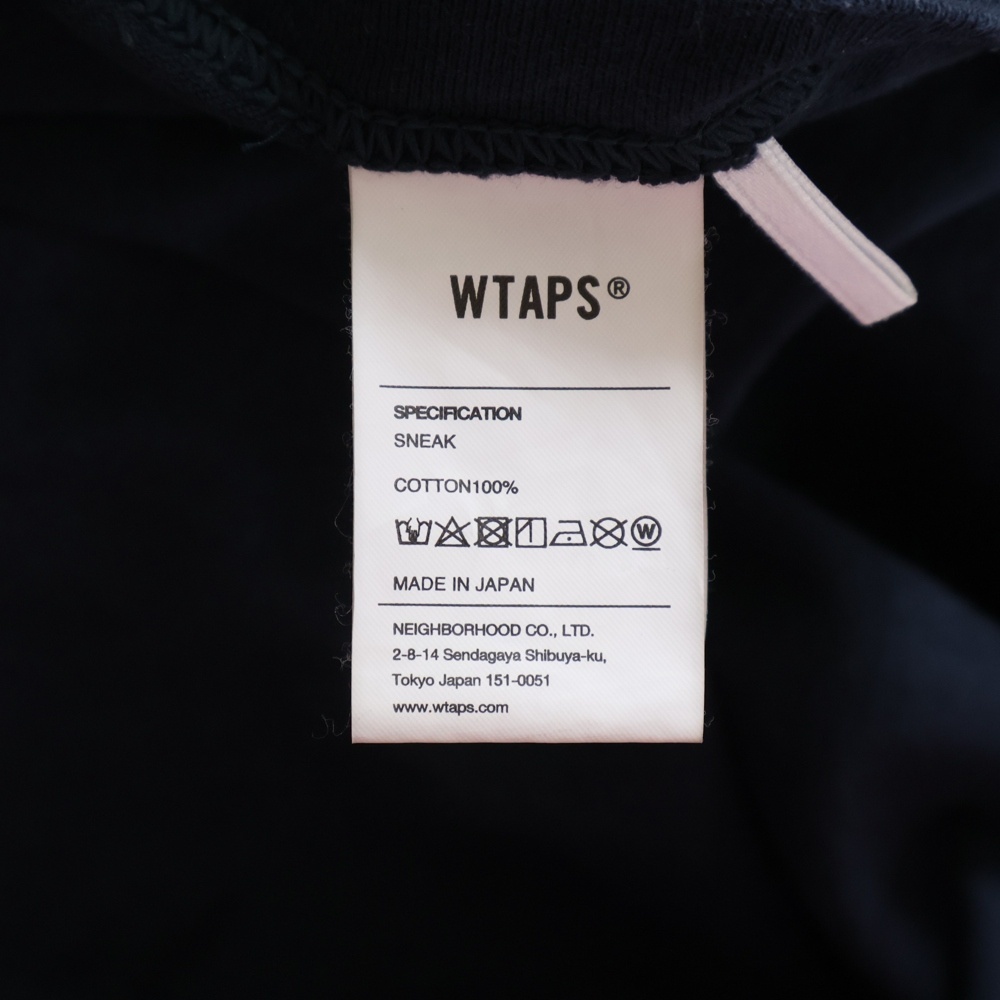 WTAPS®
SPECIFICATION
SNEAK
COTTON100%
W
MADE IN JAPAN
NEIGHBORHOOD CO., LTD.
2-8-14 Sendagaya Shibuya-ku,
Tokyo Japan 151-0051
www.wtaps.com